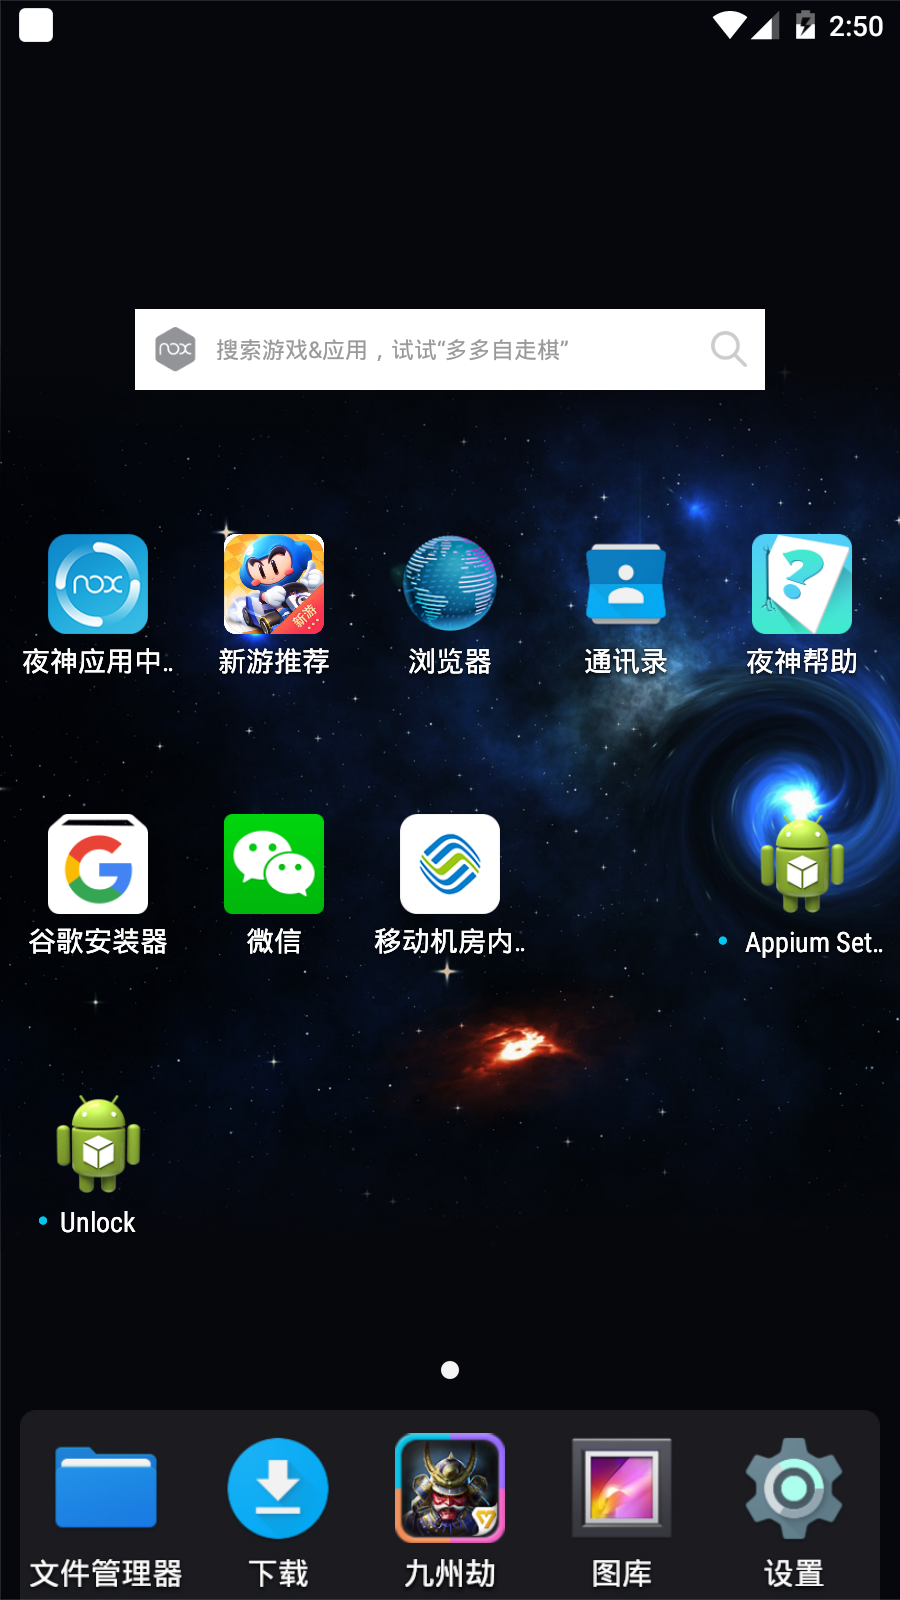 2:50
nox 搜索游戏&应用，试试“多多自走棋”
nox
新游
夜神应用中..
新游推荐
浏览器
通讯录
夜神帮助
谷歌安装器
微信
移动机房内..
Appium Set..
Unlock
文件管理器
下载
九州劫
图库
设置